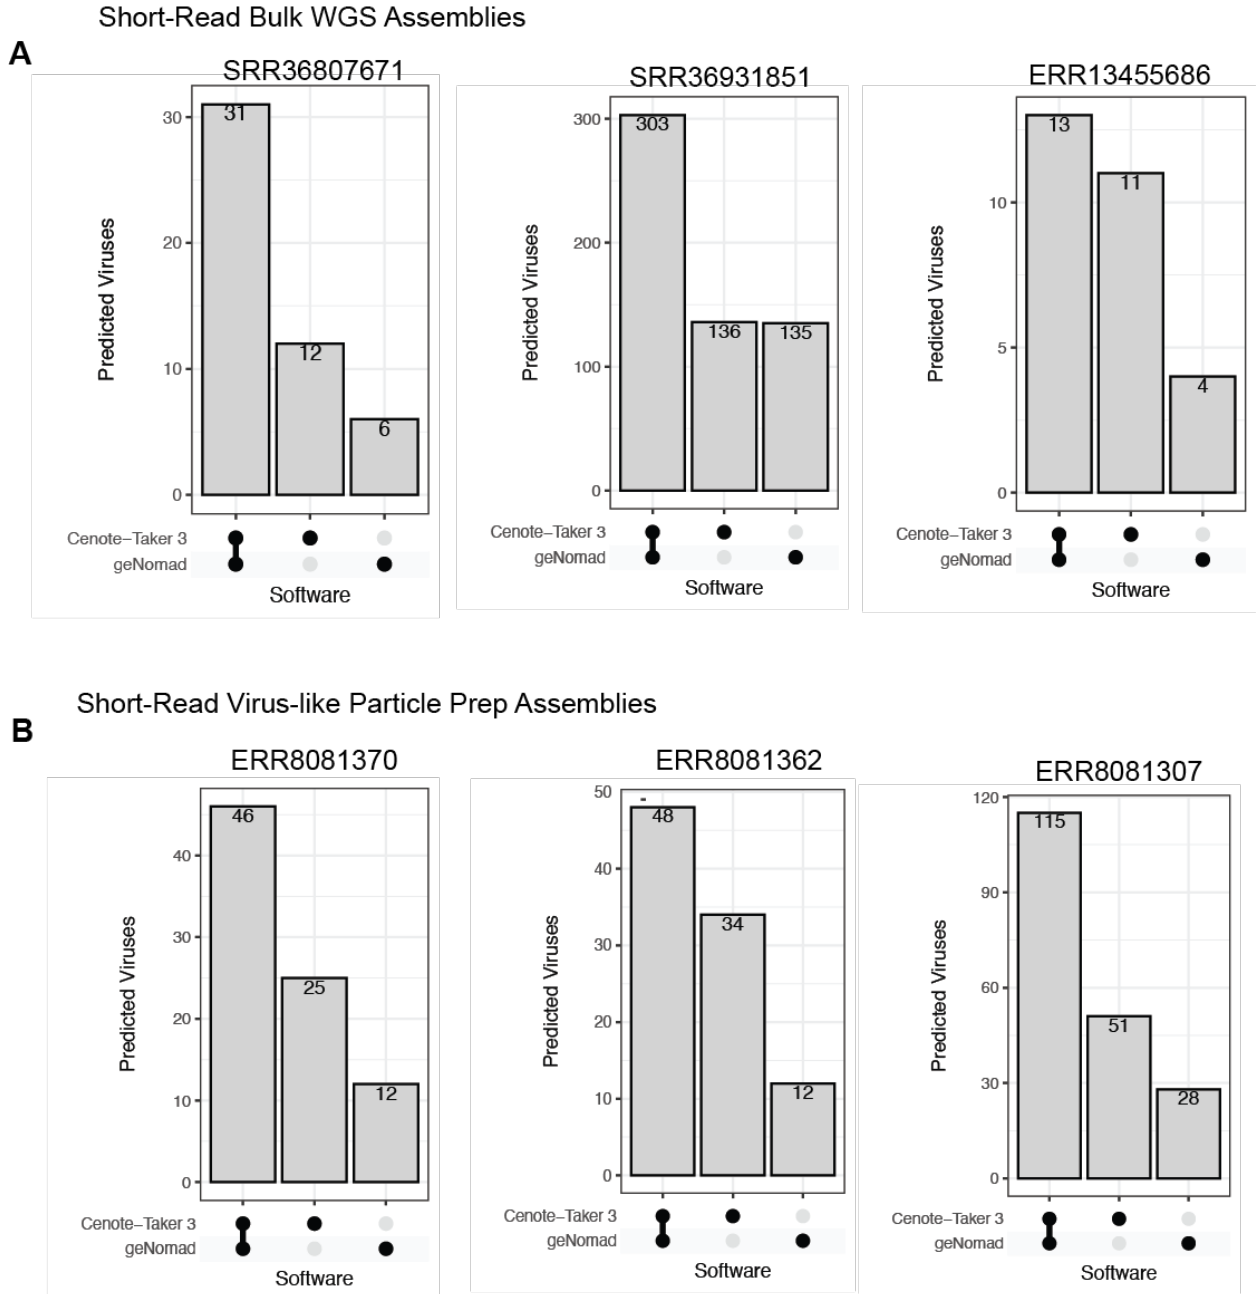 Short-Read Bulk WGS Assemblies
A
SRR36807671
SRR36931851
ERR13455686
Predicted Viruses
30
20
10
0
31
12
6
Cenote–Taker 3
geNomad
Software
Predicted Viruses
300
200
100
0
303
136
135
Cenote–Taker 3
geNomad
Software
Predicted Viruses
10
5
0
13
11
4
Cenote–Taker 3
geNomad
Software
Short-Read Virus-like Particle Prep Assemblies
B
ERR8081370
ERR8081362
ERR8081307
Predicted Viruses
40
30
20
10
0
46
25
12
Cenote–Taker 3
geNomad
Software
Predicted Viruses
50
40
30
20
10
0
48
34
12
Cenote–Taker 3
geNomad
Software
Predicted Viruses
120
90
60
30
0
115
51
28
Cenote–Taker 3
geNomad
Software